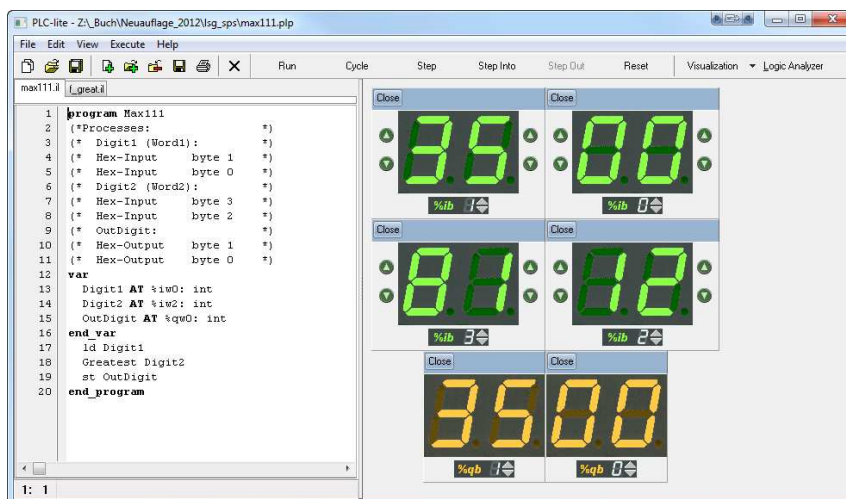 PLC-lite - Z:\_Buch\Neuauflage_2012\lsg_sps\max111.plp
File Edit View Execute Help
Run Cycle Step Step Into Step Out Reset Visualization Logic Analyzer
max111.il f_great.il
1 program Max111
2 (*Processes: *)
3 (* Digit1 (Word1): *)
4 (* Hex-Input byte 1 *)
5 (* Hex-Input byte 0 *)
6 (* Digit2 (Word2): *)
7 (* Hex-Input byte 3 *)
8 (* Hex-Input byte 2 *)
9 (* OutDigit: *)
10 (* Hex-Output byte 1 *)
11 (* Hex-Output byte 0 *)
12 var
13 Digit1 AT %iw0: int
14 Digit2 AT %iw2: int
15 OutDigit AT %qw0: int
16 end_var
17 ld Digit1
18 Greatest Digit2
19 st OutDigit
20 end_program
1: 1
Close Close
35 00
%ib 1 %ib 0
Close Close
81 12
%ib 3 %ib 2
Close Close
35 00
%qb 1 %qb 0